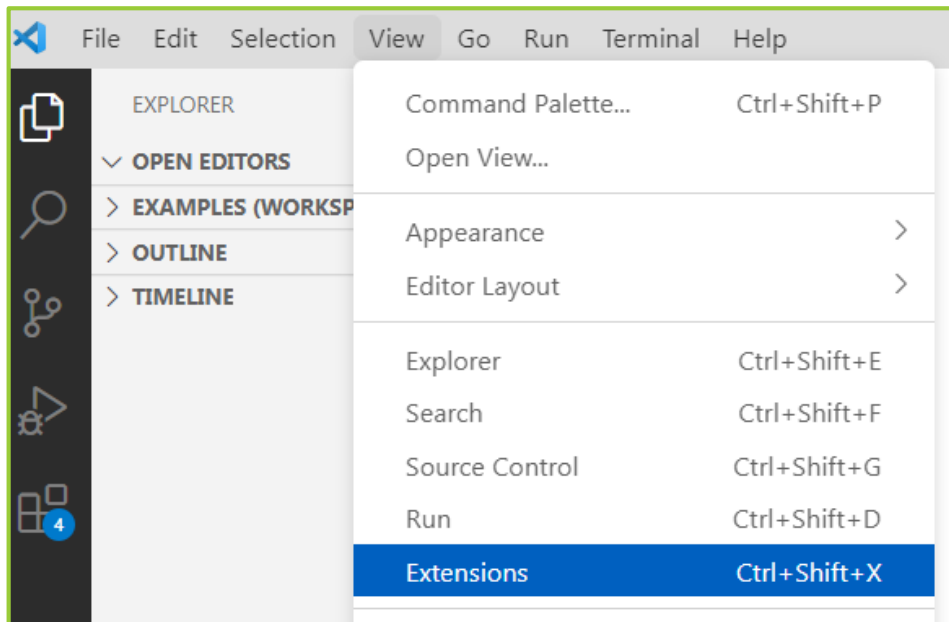 File Edit Selection View Go Run Terminal Help
EXPLORER
OPEN EDITORS
EXAMPLES (WORKSP
OUTLINE
TIMELINE
4
Command Palette... Ctrl+Shift+P
Open View...
Appearance
Editor Layout
Explorer Ctrl+Shift+E
Search Ctrl+Shift+F
Source Control Ctrl+Shift+G
Run Ctrl+Shift+D
Extensions Ctrl+Shift+X